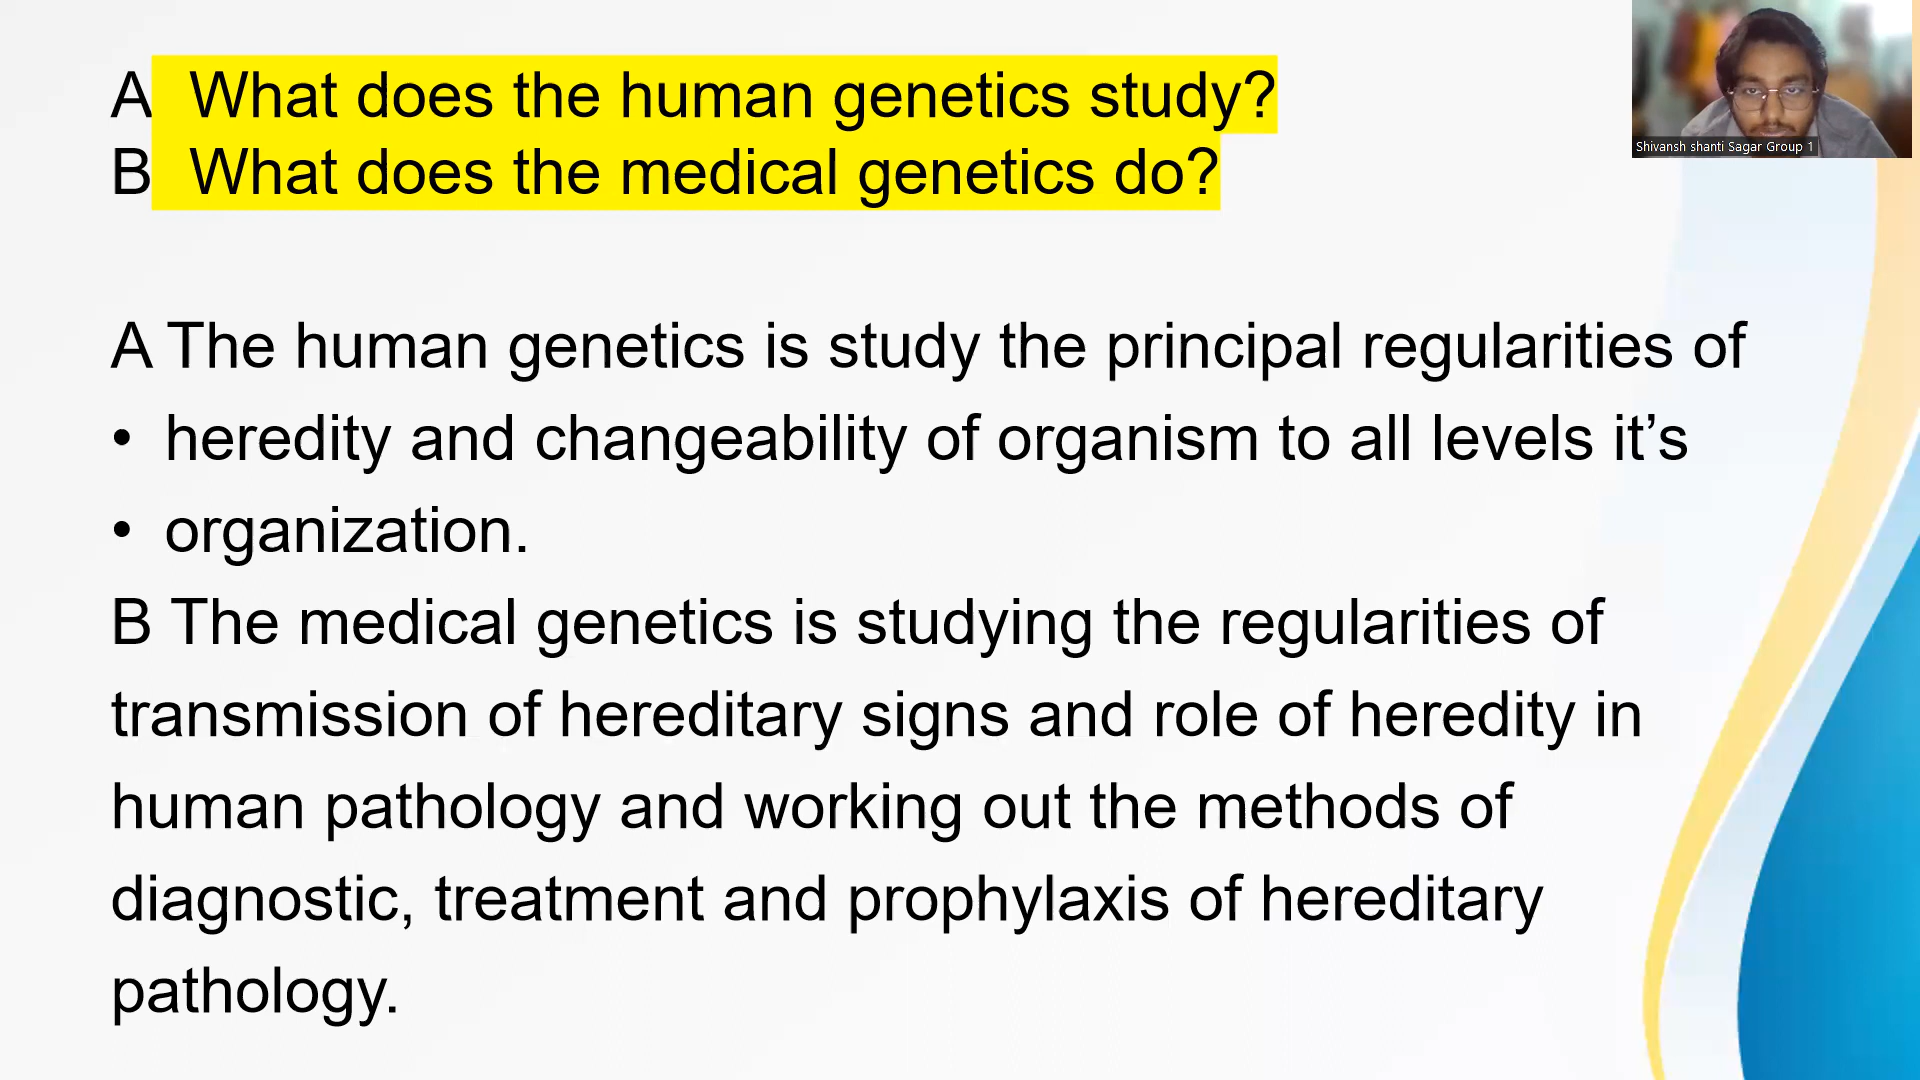 A What does the human genetics study?
B What does the medical genetics do?
Shivansh shanti Sagar Group 1
A The human genetics is study the principal regularities of
• heredity and changeability of organism to all levels it’s
• organization.
B The medical genetics is studying the regularities of
transmission of hereditary signs and role of heredity in
human pathology and working out the methods of
diagnostic, treatment and prophylaxis of hereditary
pathology.